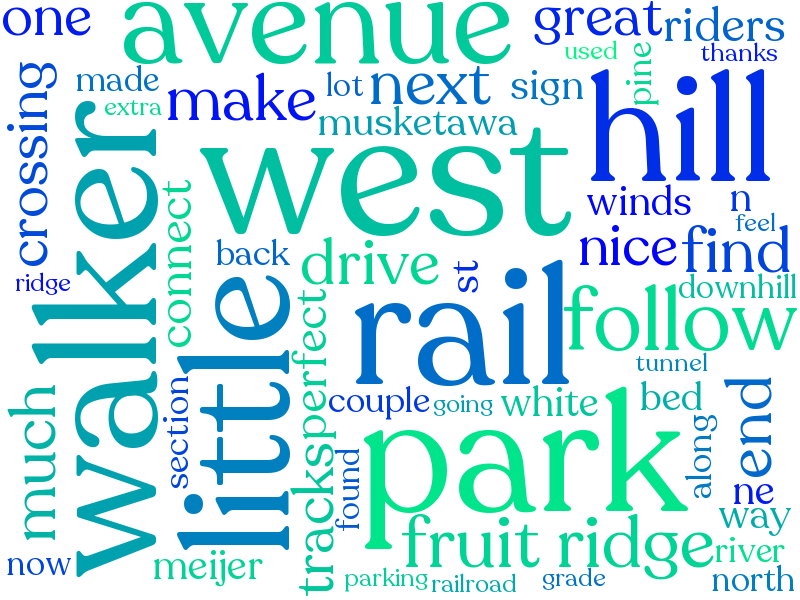 one
avenue
great
riders
used
thanks
made
extra
make
lot
next
sign
pine
hill
musketawa
crossing
walker
west
winds
n
feel
connect
back
drive
st
nice
find
ridge
little
rail
follow
downhill
perfect
tunnel
much
section
couple
going
white
bed
end
park
along
tracks
found
ne
fruit ridge
way
now
meijer
parking
railroad
grade
river
north